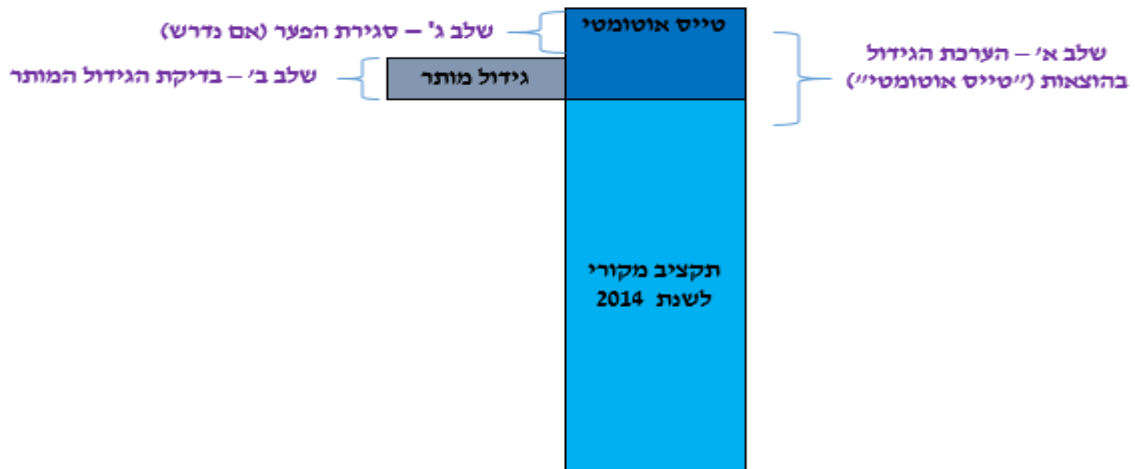 שלב א' – הערכת הגידול
בהוצאות ("טייס אוטומטי")
טייס אוטומטי
שלב ג' – סגירת הפער (אם נדרש)
גידול מותר
שלב ב' – בדיקת הגידול המותר
תקציב מקורי
לשנת 2014